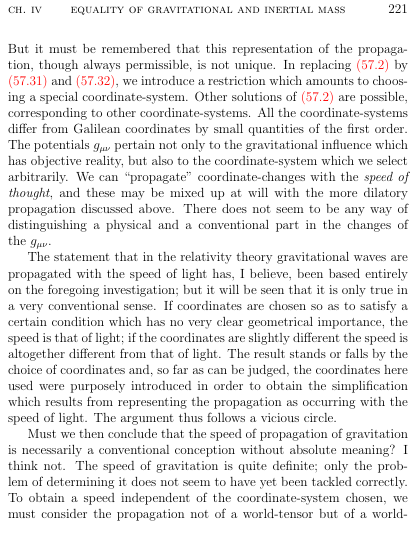 CH. IV EQUALITY OF GRAVITATIONAL AND INERTIAL MASS 221
But it must be remembered that this representation of the propaga-
tion, though always permissible, is not unique. In replacing (57.2) by
(57.31) and (57.32), we introduce a restriction which amounts to choos-
ing a special coordinate-system. Other solutions of (57.2) are possible,
corresponding to other coordinate-systems. All the coordinate-systems
differ from Galilean coordinates by small quantities of the first order.
The potentials gμν pertain not only to the gravitational influence which
has objective reality, but also to the coordinate-system which we select
arbitrarily. We can “propagate” coordinate-changes with the speed of
thought, and these may be mixed up at will with the more dilatory
propagation discussed above. There does not seem to be any way of
distinguishing a physical and a conventional part in the changes of
the gμν.
The statement that in the relativity theory gravitational waves are
propagated with the speed of light has, I believe, been based entirely
on the foregoing investigation; but it will be seen that it is only true in
a very conventional sense. If coordinates are chosen so as to satisfy a
certain condition which has no very clear geometrical importance, the
speed is that of light; if the coordinates are slightly different the speed is
altogether different from that of light. The result stands or falls by the
choice of coordinates and, so far as can be judged, the coordinates here
used were purposely introduced in order to obtain the simplification
which results from representing the propagation as occurring with the
speed of light. The argument thus follows a vicious circle.
Must we then conclude that the speed of propagation of gravitation
is necessarily a conventional conception without absolute meaning? I
think not. The speed of gravitation is quite definite; only the prob-
lem of determining it does not seem to have yet been tackled correctly.
To obtain a speed independent of the coordinate-system chosen, we
must consider the propagation not of a world-tensor but of a world-